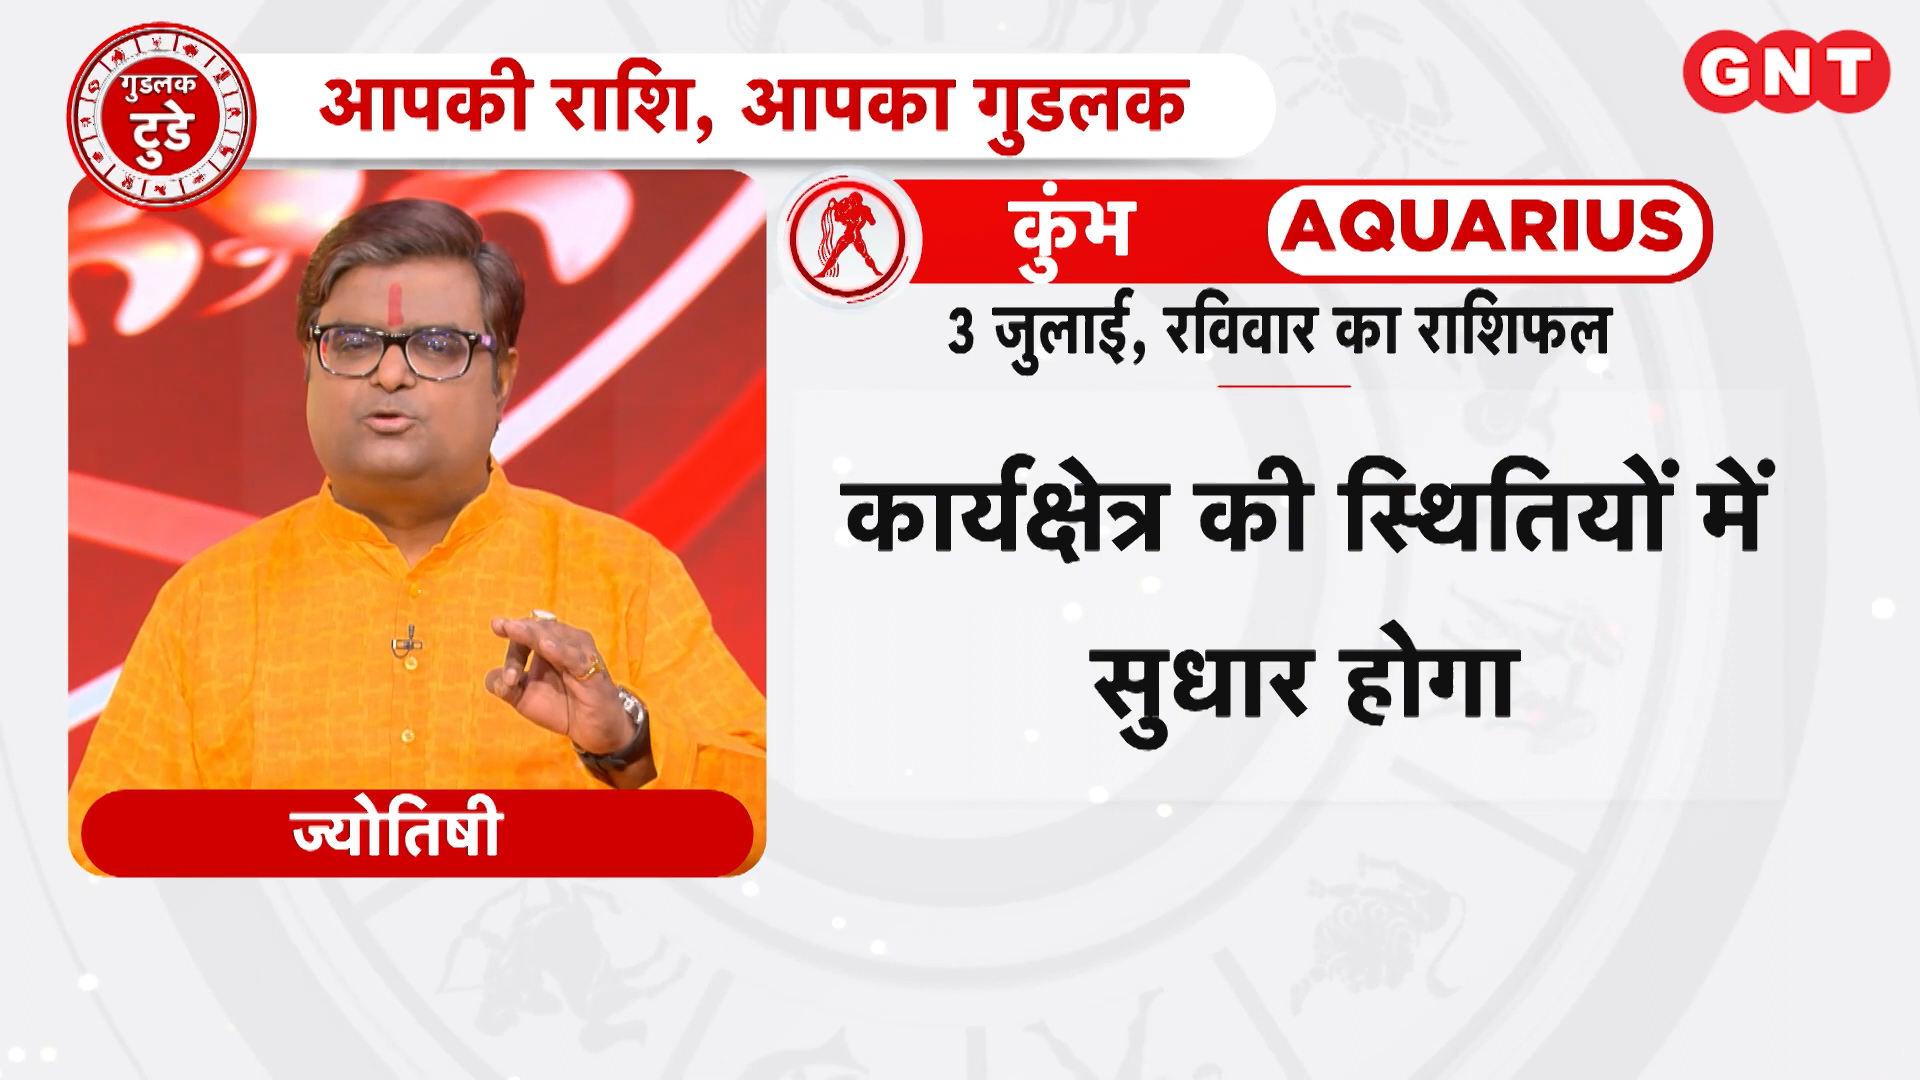 गुडलक
टुडे
आपकी राशि, आपका गुडलक
GNT
कुंभ
AQUARIUS
3 जुलाई, रविवार का राशिफल
कार्यक्षेत्र की स्थितियों में
सुधार होगा
ज्योतिषी